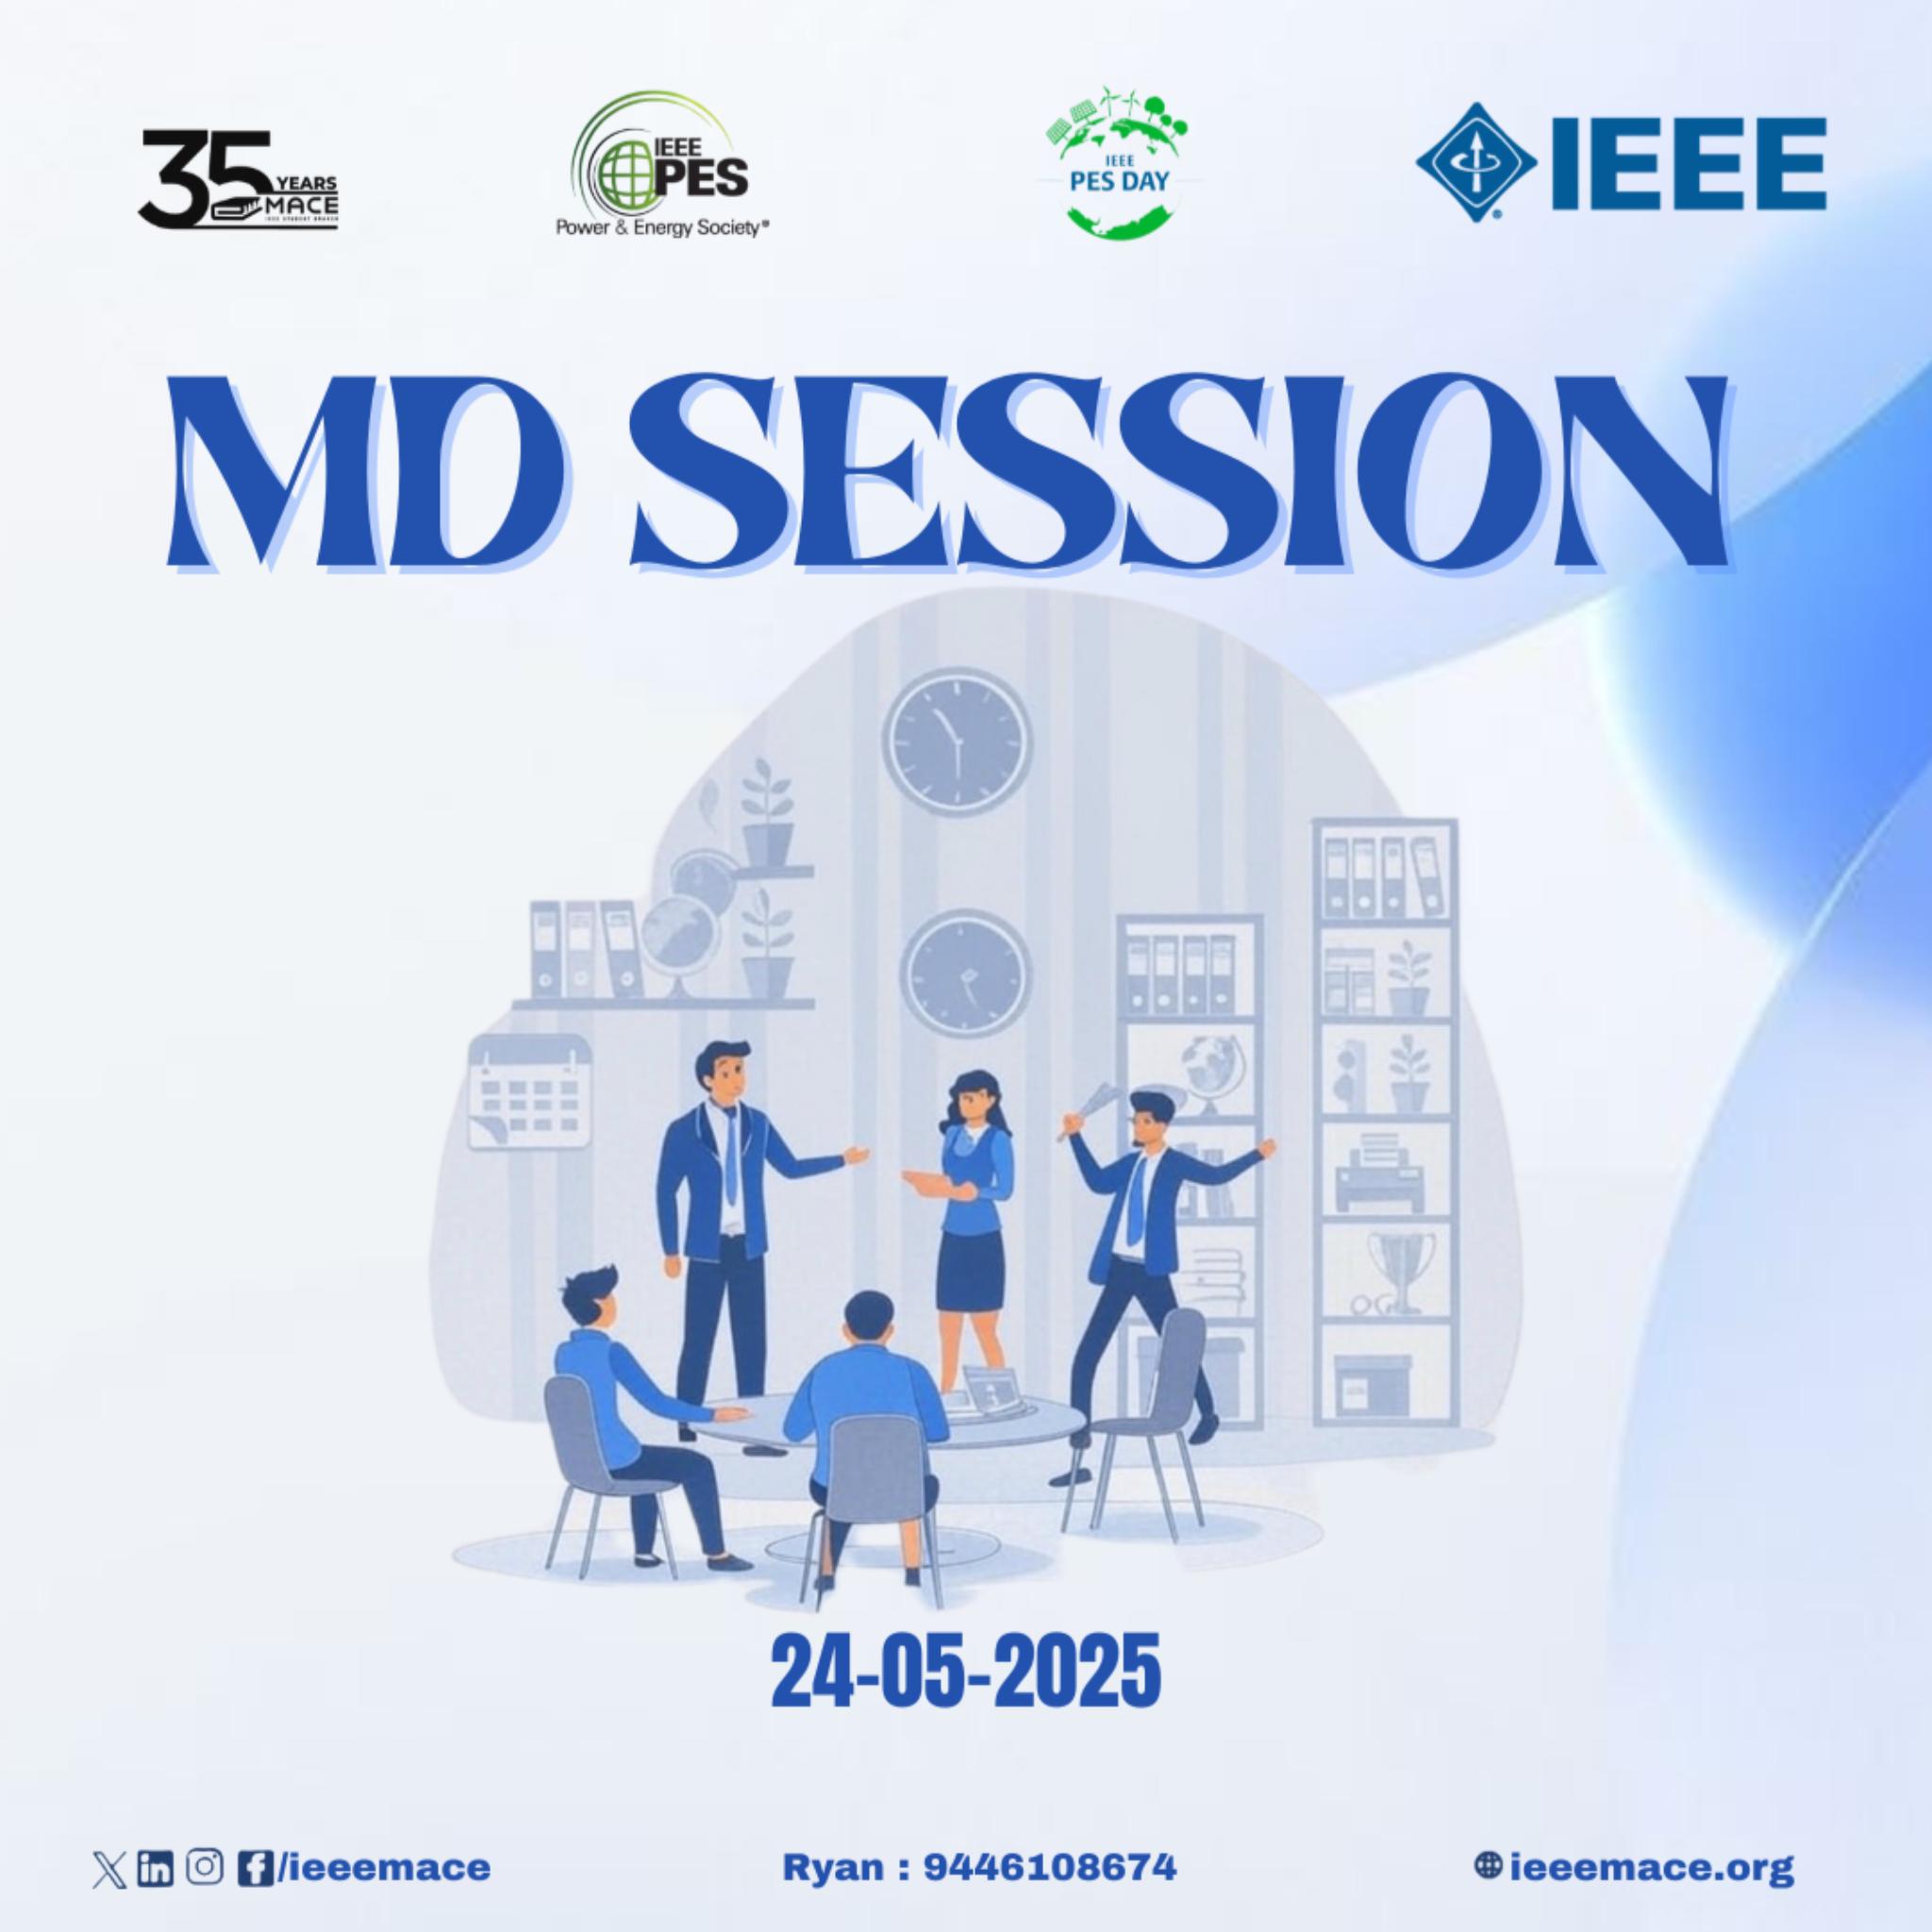 35 YEARS
MACE
IEEE STUDENT BRANCH
IEEE
PES
Power & Energy Society®
IEEE
PES DAY
IEEE
MD SESSION
24-05-2025
/ieeemace
Ryan : 9446108674
ieeemace.org